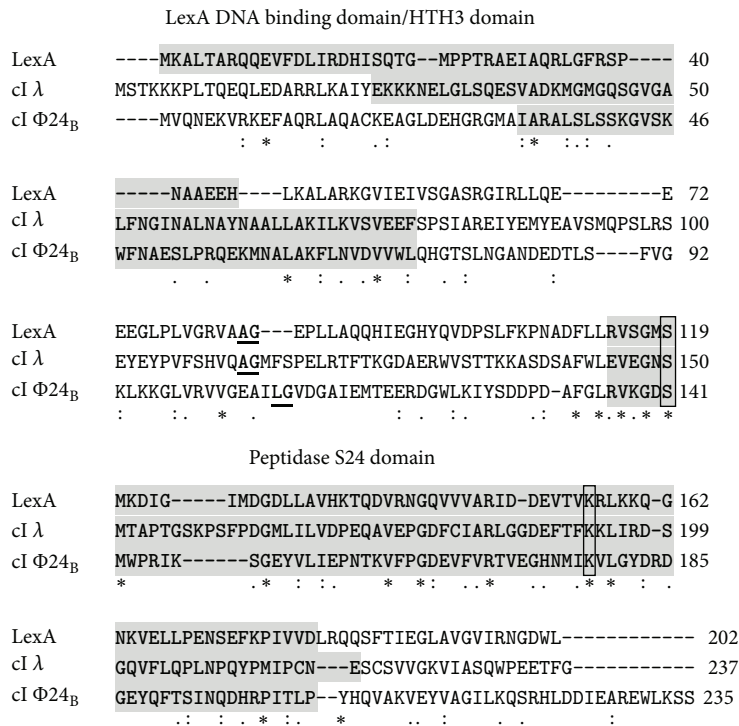 LexA DNA binding domain/HTH3 domain
LexA ----MKALTARQQEVFDLIRDHISQTG--MPPTRAEIAQRLGFRSP---- 40
cI λ MSTKKKPLTQEQLEDARRLKAIYEKKKNELGLSQESVADKMGMGQSGVGA 50
cI Φ24B ----MVQNEKVRKEFAQRLAQACKEAGLDEHGRGMAIARALSLSSKGVSK 46
: * : .: :* :.: .
LexA -----NAAEEH----LKALARKGVIEIVSGASRGIRLLQE---------E 72
cI λ LFNGINALNAYNAALLAKILKVSVEEFSPSIAREIYEMYEAVSMQPSLRS 100
cI Φ24B WFNAESLPRQEKMNALAKFLNVDVVWLQHGTSLNGANDEDTLS----FVG 92
. . * : . * : . : :
LexA EEGLPLVGRVAAAG---EPLLAQQHIEGHYQVDPSLFKPNADFLLRVSGMS 119
cI λ EYEYPVFSHVQAGMFSPELRTFTKGDAERWVSTTKKASDSAFWLEVEGNS 150
cI Φ24B KLKKGLVRVVGEAILGVDGAIEMTEERDGWLKIYSDDPD-AFGLRVKGDS 141
: :. * : : . .: * *.*.* *
Peptidase S24 domain
LexA MKDIG-----IMDGDLLAVHKTQDVRNGQVVVARID-DEVTVKRLKKQ-G 162
cI λ MTAPTGSKPSFPDGMLILVDPEQAVEPGDFCIARLGGDEFTFKKLIRD-S 199
cI Φ24B MWPRIK------SGEYVLIEPNTKVFPGDEVFVRTVEGHNMIKVLGYDRD 185
* .* : :. * *: .* .. .* * : .
LexA NKVELLPENSEFKPIVVDLRQQSFTIEGLAVGVIRNGDWL----------- 202
cI λ GQVFLQPLNPQYPMIPCN---ESCSVVGKVIASQWPEETFG---------- 237
cI Φ24B GEYQFTSINQDHRPITLP--YHQVAKVEYVAGILKQSRHLDDIEAREWLKSS 235
.: : * :. * : . * .. . :